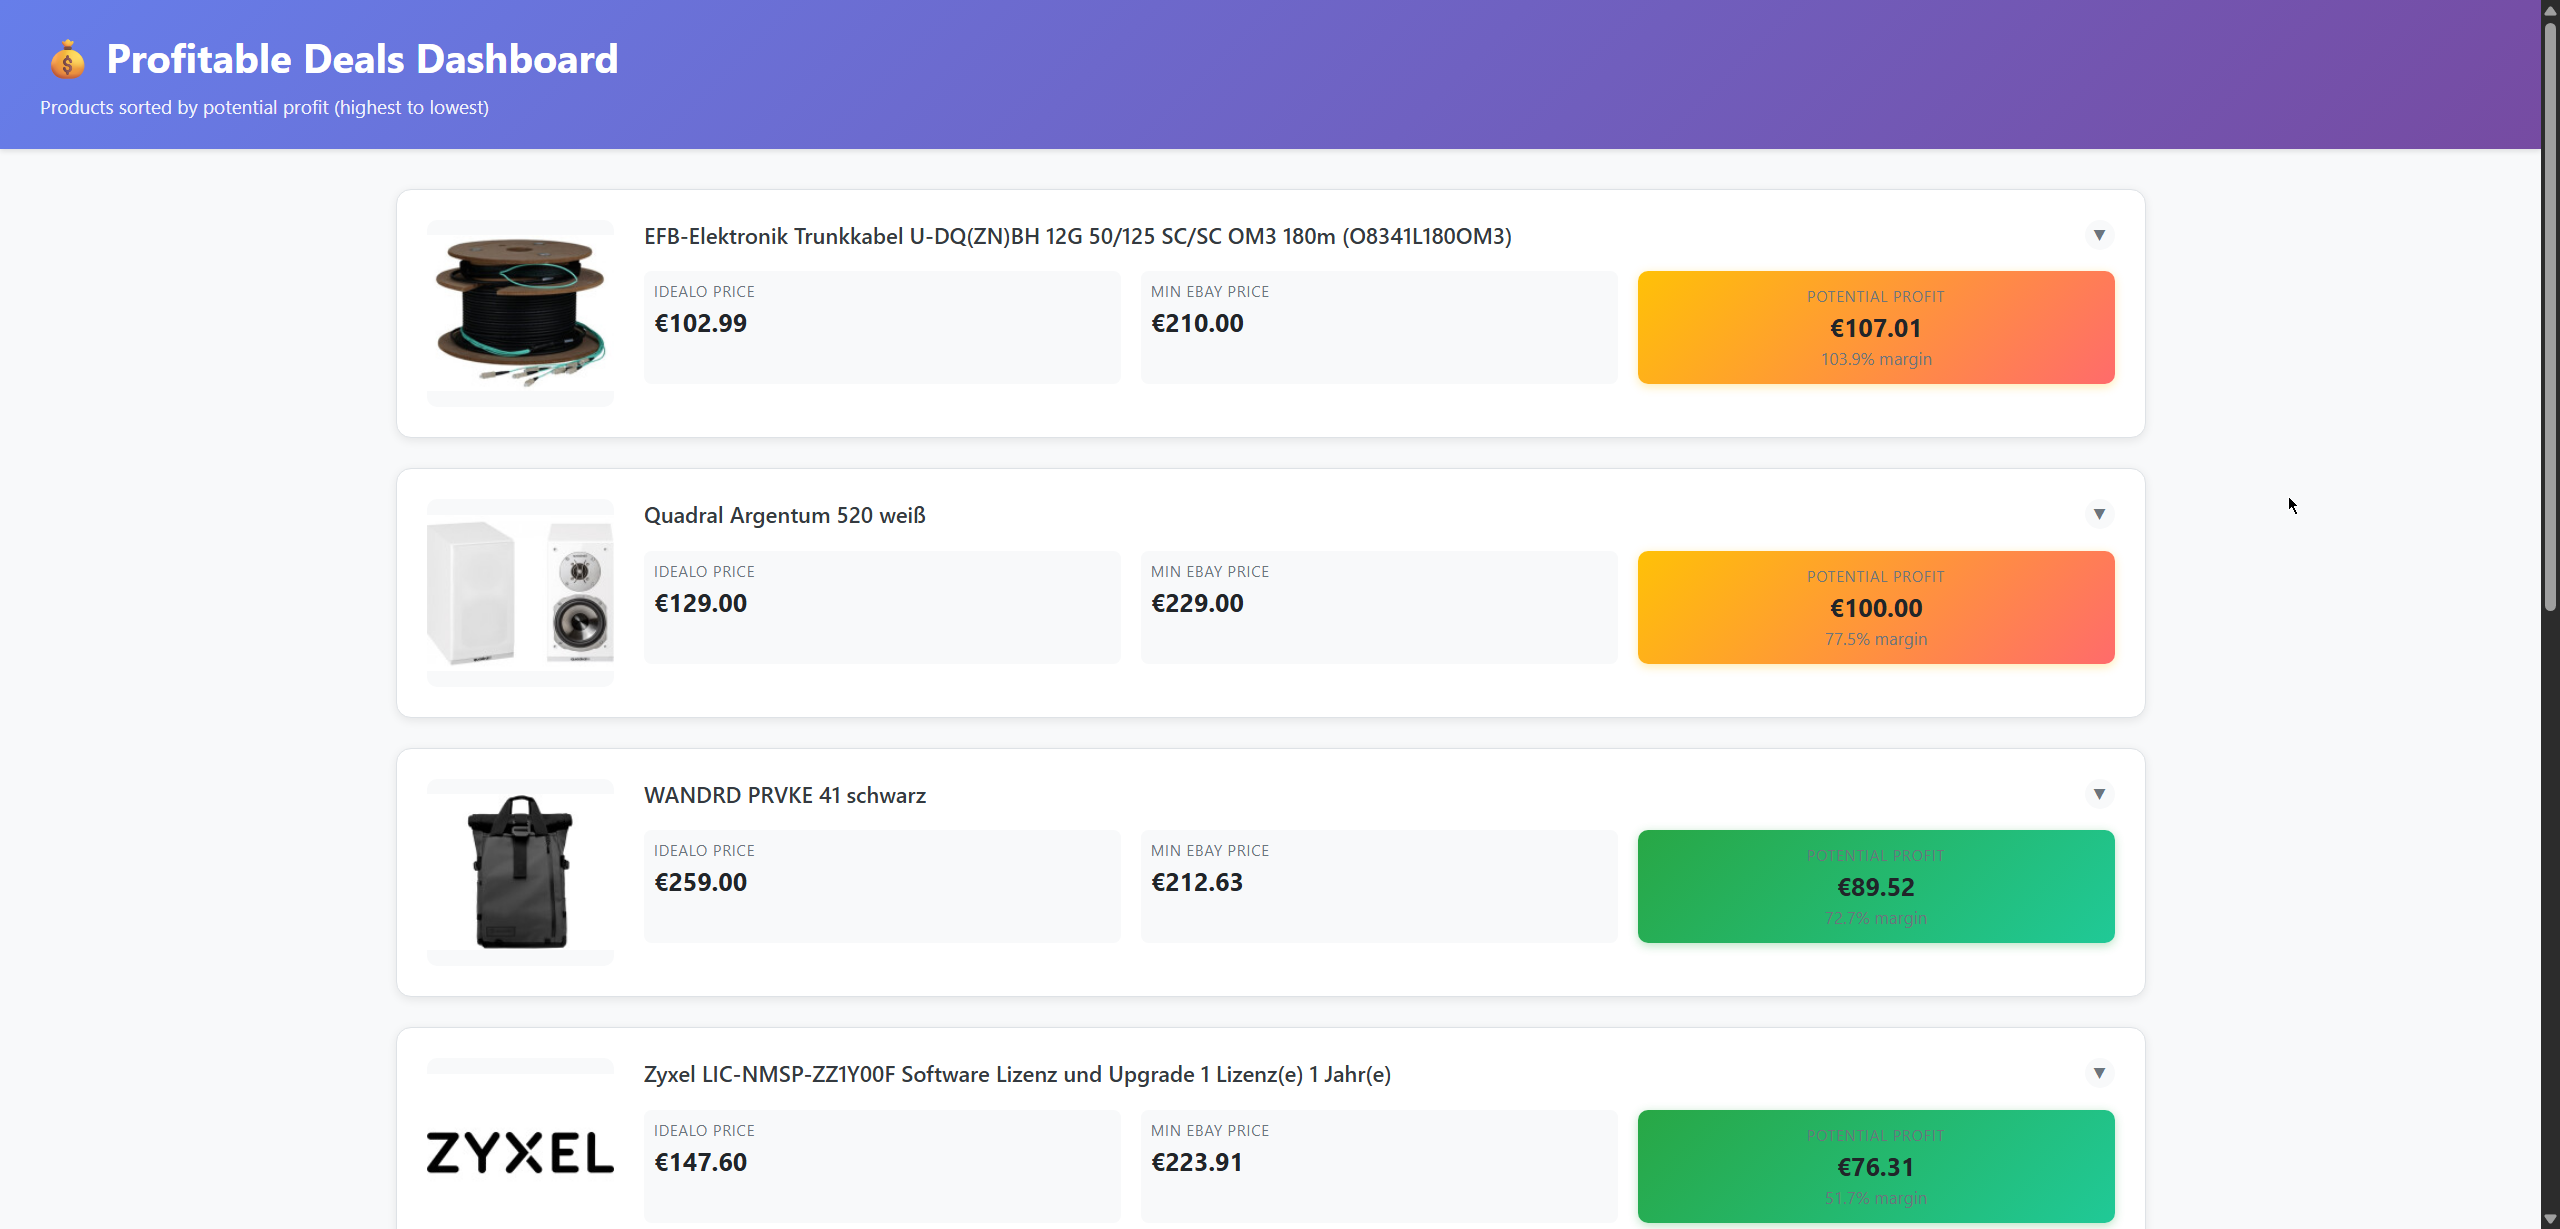 💰 Profitable Deals Dashboard
Products sorted by potential profit (highest to lowest)
EFB-Elektronik Trunkkabel U-DQ(ZN)BH 12G 50/125 SC/SC OM3 180m (O8341L180OM3)
▼
IDEALO PRICE
€102.99
MIN EBAY PRICE
€210.00
POTENTIAL PROFIT
€107.01
103.9% margin
Quadral Argentum 520 weiß
▼
IDEALO PRICE
€129.00
MIN EBAY PRICE
€229.00
POTENTIAL PROFIT
€100.00
77.5% margin
WANDRD PRVKE 41 schwarz
▼
IDEALO PRICE
€259.00
MIN EBAY PRICE
€212.63
POTENTIAL PROFIT
€89.52
72.7% margin
Zyxel LIC-NMSP-ZZ1Y00F Software Lizenz und Upgrade 1 Lizenz(e) 1 Jahr(e)
▼
ZYXEL
IDEALO PRICE
€147.60
MIN EBAY PRICE
€223.91
POTENTIAL PROFIT
€76.31
51.7% margin